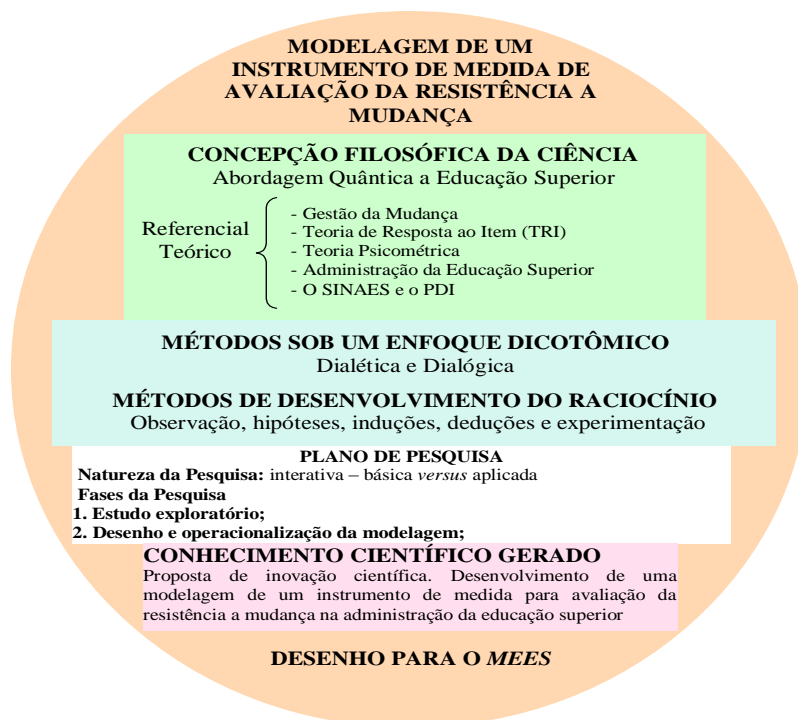 MODELAGEM DE UM
INSTRUMENTO DE MEDIDA DE
AVALIAÇÃO DA RESISTÊNCIA A
MUDANÇA
CONCEPÇÃO FILOSÓFICA DA CIÊNCIA
Abordagem Quântica a Educação Superior
Referencial
Teórico
- Gestão da Mudança
- Teoria de Resposta ao Item (TRI)
- Teoria Psicométrica
- Administração da Educação Superior
- O SINAES e o PDI
MÉTODOS SOB UM ENFOQUE DICOTÔMICO
Dialética e Dialógica
MÉTODOS DE DESENVOLVIMENTO DO RACIOCÍNIO
Observação, hipóteses, induções, deduções e experimentação
PLANO DE PESQUISA
Natureza da Pesquisa: interativa – básica versus aplicada
Fases da Pesquisa
1. Estudo exploratório;
2. Desenho e operacionalização da modelagem;
CONHECIMENTO CIENTÍFICO GERADO
Proposta de inovação científica. Desenvolvimento de uma
modelagem de um instrumento de medida para avaliação da
resistência a mudança na administração da educação superior
DESENHO PARA O MEES